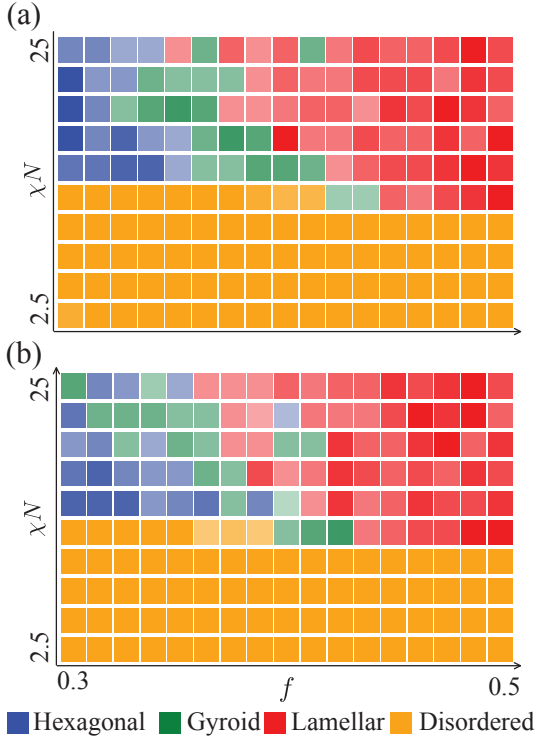 (a)
25
χN
2.5
(b)
25
χN
2.5
0.3 f 0.5
Hexagonal Gyroid Lamellar Disordered